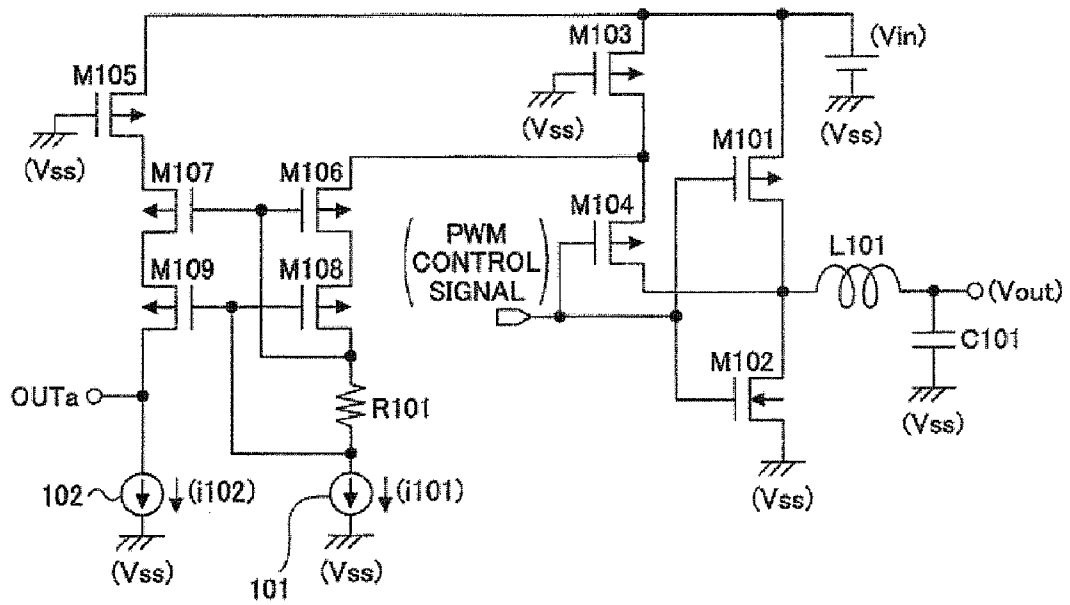 M103
(Vin)
M105
(Vss)
(Vss)
(Vss)
M101
M107
M106
M104
(PWM
CONTROL
SIGNAL)
L101
M109
M108
(Vout)
C101
M102
OUTa
R101
(Vss)
102
(i102)
(i101)
(Vss)
(Vss)
(Vss)
101